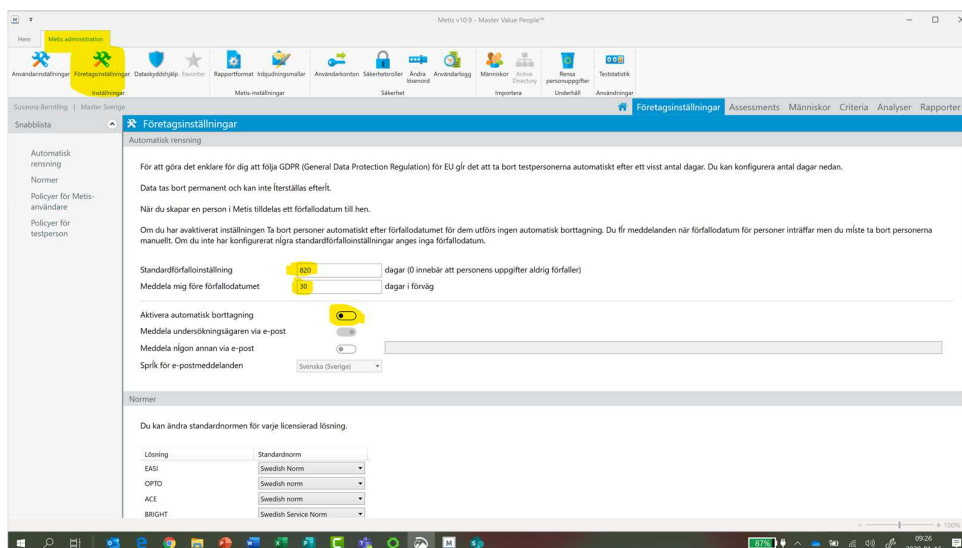 Metis v10.9 - Master Value People™
Hem
Metis administration
Användarinställningar
Företagsinställningar
Dataskyddshjälp
Favoriter
Rapportformat
Inbjudningsmallar
Användarkonton
Säkerhetsroller
Ändra lösenord
Användarlogg
Människor
Active Directory
Rensa personuppgifter
Teststatistik
Inställningar
Metis-inställningar
Säkerhet
Importera
Underhåll
Användningar
Susanna Berntling | Master Sverige
Företagsinställningar Assessments Människor Criteria Analyser Rapporter
Snabblista
Automatisk
rensning
Normer
Policyer för Metis-
användare
Policyer för
testperson
Företagsinställningar
Automatisk rensning
För att göra det enklare för dig att följa GDPR (General Data Protection Regulation) för EU gÍr det att ta bort testpersonerna automatiskt efter ett visst antal dagar. Du kan konfigurera antal dagar nedan.
Data tas bort permanent och kan inte Íterställas efterÍt.
När du skapar en person i Metis tilldelas ett förfallodatum till hen.
Om du har avaktiverat inställningen Ta bort personer automatiskt efter förfallodatumet för dem utförs ingen automatisk borttagning. Du fÍr meddelanden när förfallodatum för personer inträffar men du mÍste ta bort personerna
manuellt. Om du inte har konfigurerat nÍgra standardförfalloinställningar anges inga förfallodatum.
Standardförfalloinställning 820 dagar (0 innebär att personens uppgifter aldrig förfaller)
Meddela mig före förfallodatumet 30 dagar i förväg
Aktivera automatisk borttagning
Meddela undersökningsägaren via e-post
Meddela nÍgon annan via e-post
SprÍk för e-postmeddelanden Svenska (Sverige)
Normer
Du kan ändra standardnormen för varje licensierad lösning.
Lösning Standardnorm
EASI Swedish Norm
OPTO Swedish norm
ACE Swedish norm
BRIGHT Swedish Service Norm
100%
87%
09:26